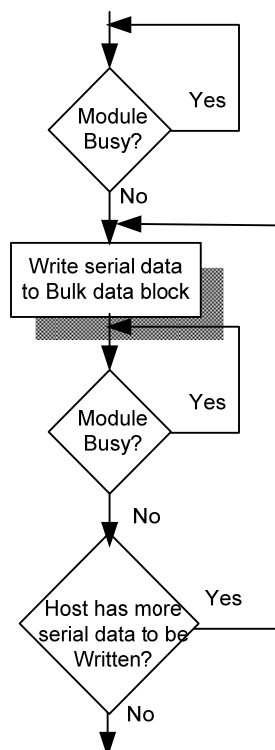 Module
Busy?
Yes
No
Write serial data
to Bulk data block
Module
Busy?
Yes
No
Host has more
serial data to be
Written?
Yes
No